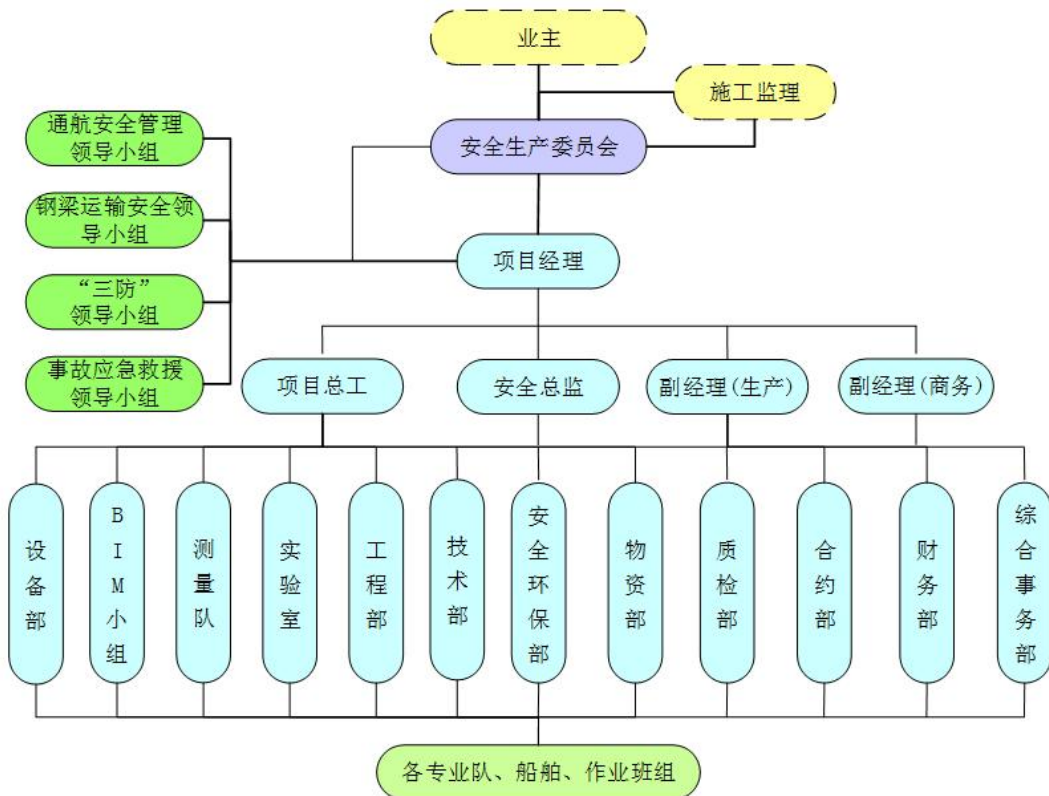 业主
施工监理
通航安全管理
领导小组
安全生产委员会
钢梁运输安全领
导小组
项目经理
“三防”
领导小组
事故应急救援
领导小组
项目总工
安全总监
副经理(生产)
副经理(商务)
设备部
BIM小组
测量队
实验室
工程部
技术部
安全环保部
物资部
质检部
合约部
财务部
综合事务部
各专业队、船舶、作业班组